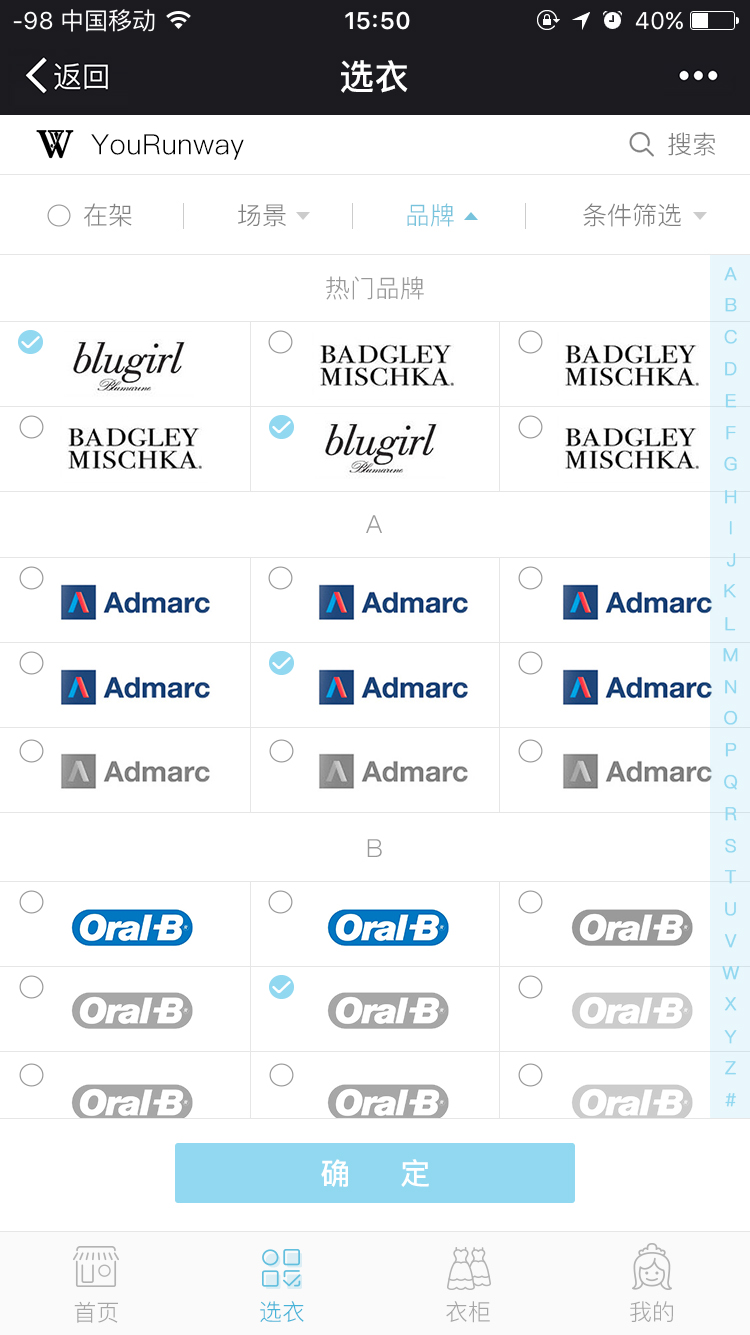 -98 中国移动 15:50 40%
返回 选衣
YouRunway 搜索
在架 场景 品牌 条件筛选
热门品牌
blugirl BADGLEY MISCHKA. BADGLEY MISCHKA.
Blumarine
BADGLEY MISCHKA. blugirl BADGLEY MISCHKA.
Blumarine
A
Admarc Admarc Admarc
Admarc Admarc Admarc
Admarc Admarc Admarc
B
Oral-B Oral-B Oral-B
Oral-B Oral-B Oral-B
Oral-B Oral-B Oral-B
A
B
C
D
E
F
G
H
I
J
K
L
M
N
O
P
Q
R
S
T
U
V
W
X
Y
Z
#
确 定
首页 选衣 衣柜 我的